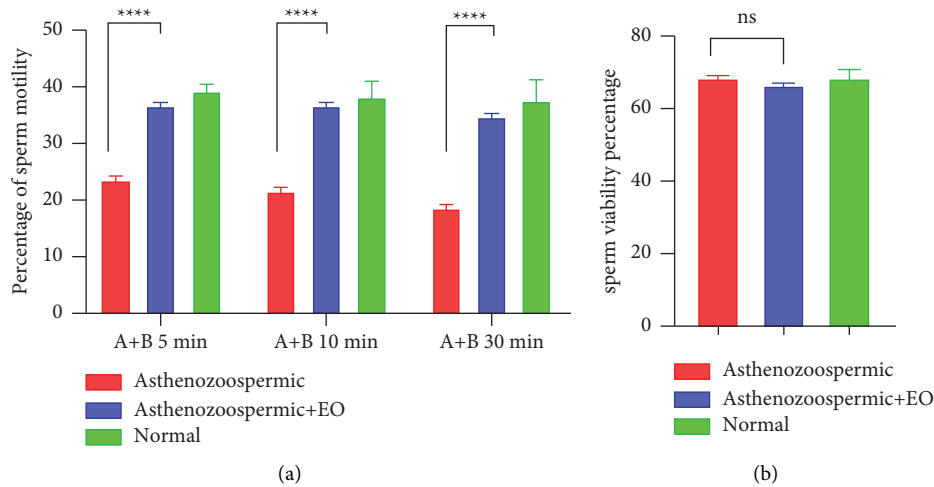 Percentage of sperm motility
50
40
30
20
10
0
**** **** ****
A+B 5 min A+B 10 min A+B 30 min
Asthenozoospermic
Asthenozoospermic+EO
Normal
(a)
sperm viability percentage
80
60
40
20
0
ns
Asthenozoospermic
Asthenozoospermic+EO
Normal
(b)